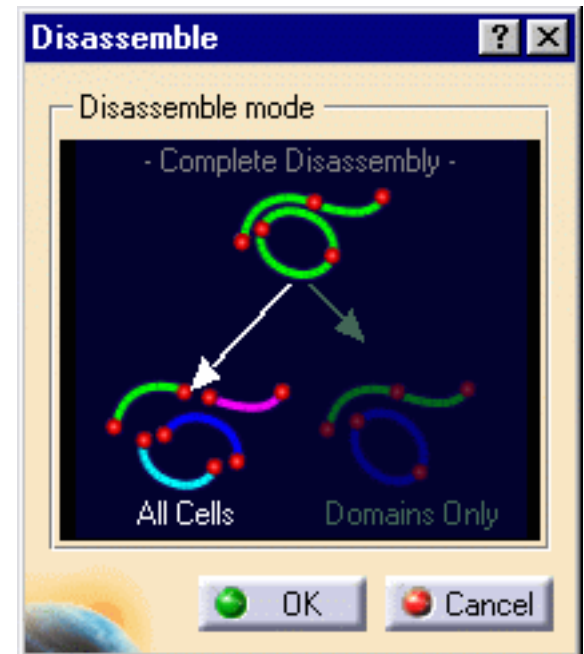 Disassemble
Disassemble mode
- Complete Disassembly -
All Cells Domains Only
OK Cancel